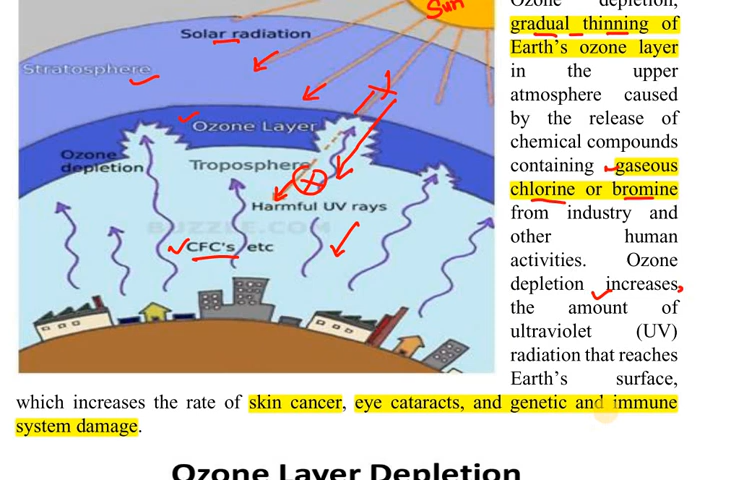 Sun
Solar radiation
Stratosphere
Ozone Layer
Ozone
depletion
Troposphere
Harmful UV rays
BUZZLE.COM
CFC's, etc
Ozone depletion,
gradual thinning of
Earth's ozone layer
in the upper
atmosphere caused
by the release of
chemical compounds
containing gaseous
chlorine or bromine
from industry and
other human
activities. Ozone
depletion increases
the amount of
ultraviolet (UV)
radiation that reaches
Earth's surface,
which increases the rate of skin cancer, eye cataracts, and genetic and immune
system damage.
Ozone Layer Depletion